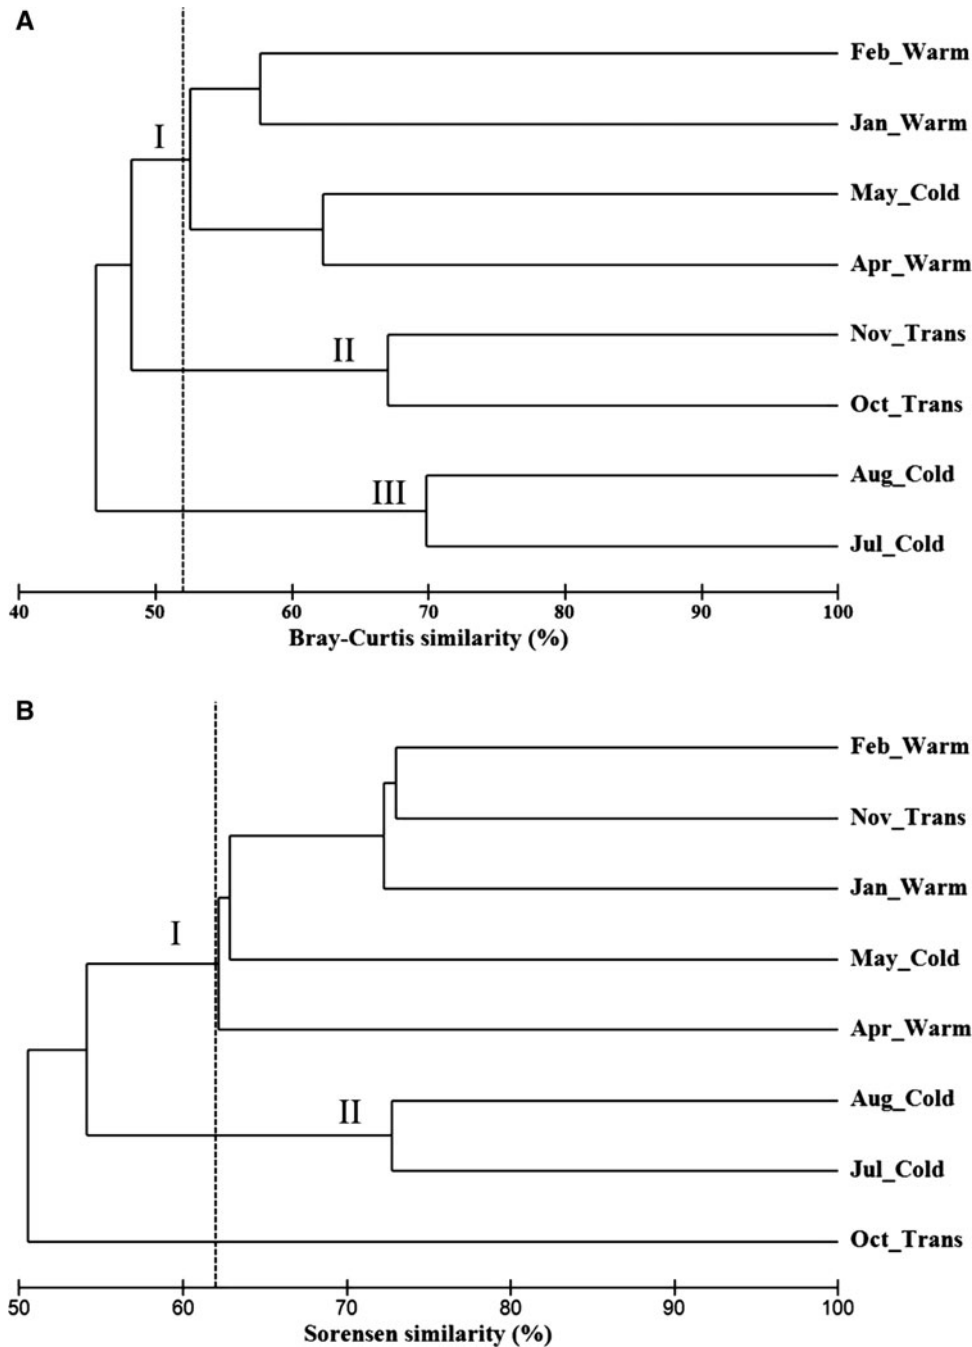 A
Feb_Warm
Jan_Warm
I
May_Cold
Apr_Warm
Nov_Trans
II
Oct_Trans
Aug_Cold
III
Jul_Cold
40 50 60 70 80 90 100
Bray-Curtis similarity (%)
B
Feb_Warm
Nov_Trans
Jan_Warm
I
May_Cold
Apr_Warm
Aug_Cold
II
Jul_Cold
Oct_Trans
50 60 70 80 90 100
Sorensen similarity (%)